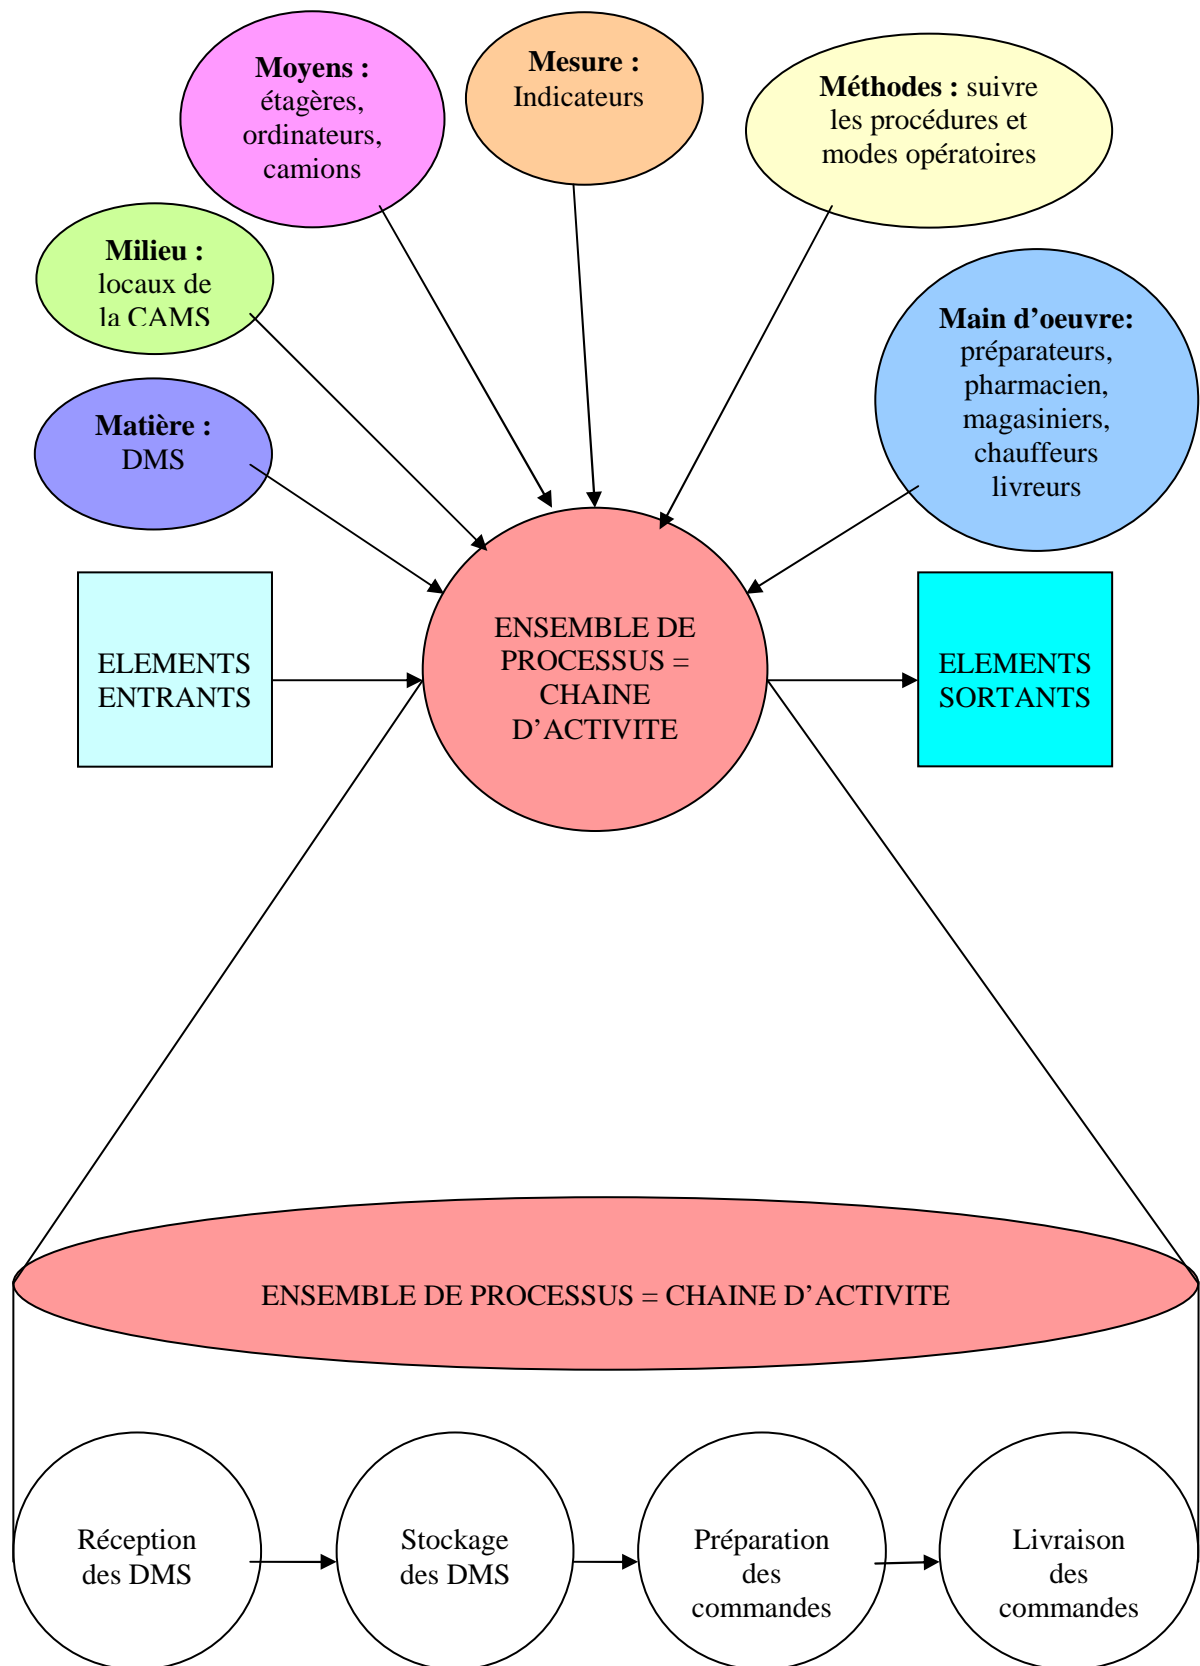 Moyens :
étagères,
ordinateurs,
camions
Mesure :
Indicateurs
Méthodes : suivre
les procédures et
modes opératoires
Milieu :
locaux de
la CAMS
Main d’oeuvre:
préparateurs,
pharmacien,
magasiniers,
chauffeurs
livreurs
Matière :
DMS
ELEMENTS
ENTRANTS
ENSEMBLE DE
PROCESSUS =
CHAINE
D’ACTIVITE
ELEMENTS
SORTANTS
ENSEMBLE DE PROCESSUS = CHAINE D’ACTIVITE
Réception
des DMS
Stockage
des DMS
Préparation
des
commandes
Livraison
des
commandes